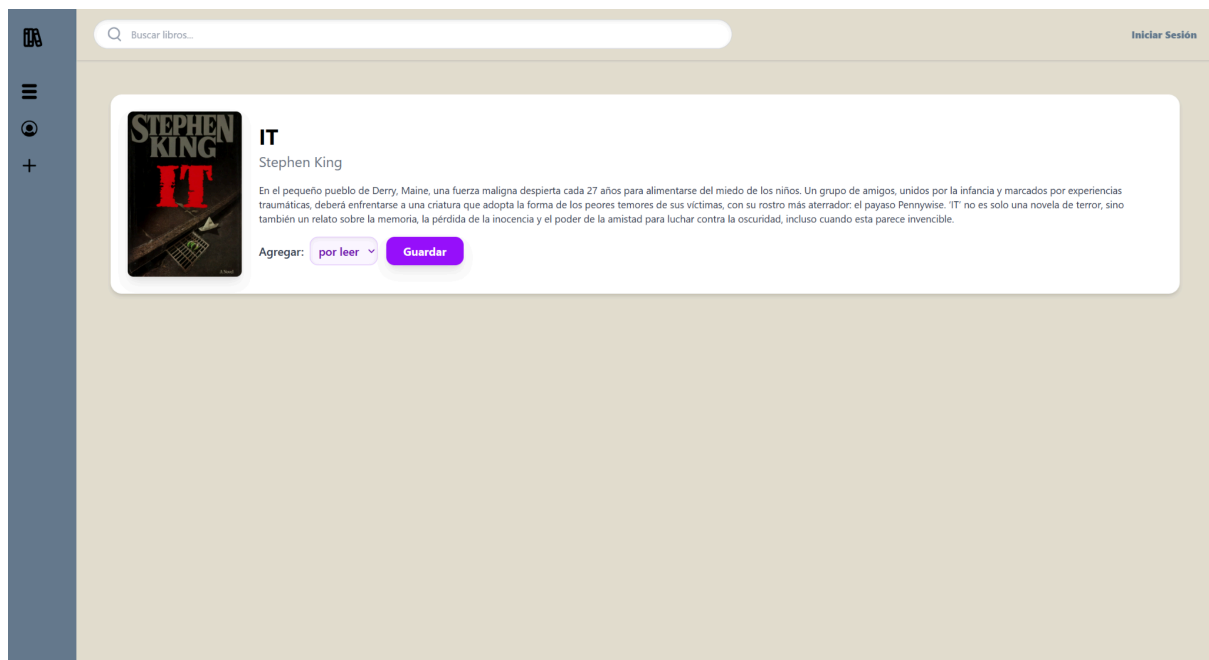 Buscar libros...
Iniciar Sesión
STEPHEN
KING
IT
A Novel
IT
Stephen King
En el pequeño pueblo de Derry, Maine, una fuerza maligna despierta cada 27 años para alimentarse del miedo de los niños. Un grupo de amigos, unidos por la infancia y marcados por experiencias
traumáticas, deberá enfrentarse a una criatura que adopta la forma de los peores temores de sus víctimas, con su rostro más aterrador: el payaso Pennywise. 'IT' no es solo una novela de terror, sino
también un relato sobre la memoria, la pérdida de la inocencia y el poder de la amistad para luchar contra la oscuridad, incluso cuando esta parece invencible.
Agregar: por leer Guardar